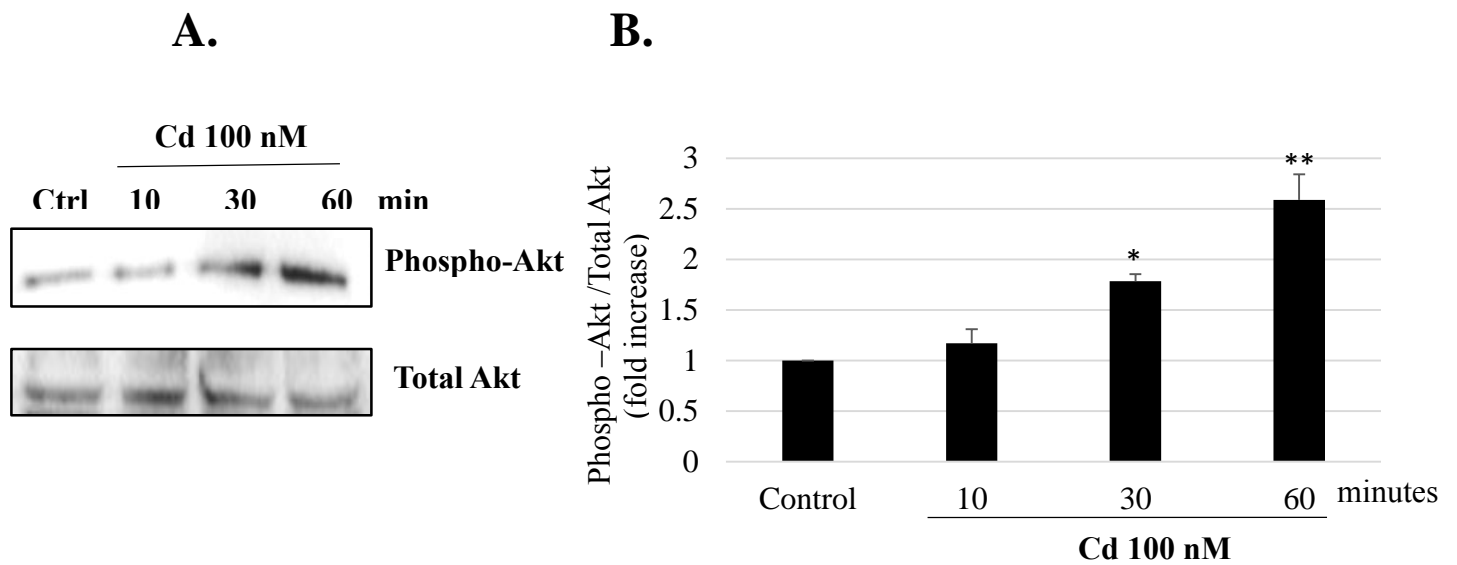 A.
Cd 100 nM
Ctrl 10 30 60 min
Phospho-Akt
Total Akt
B.
Phospho –Akt /Total Akt
(fold increase)
3
2.5
2
1.5
1
0.5
0
*
**
Control 10 30 60 minutes
Cd 100 nM